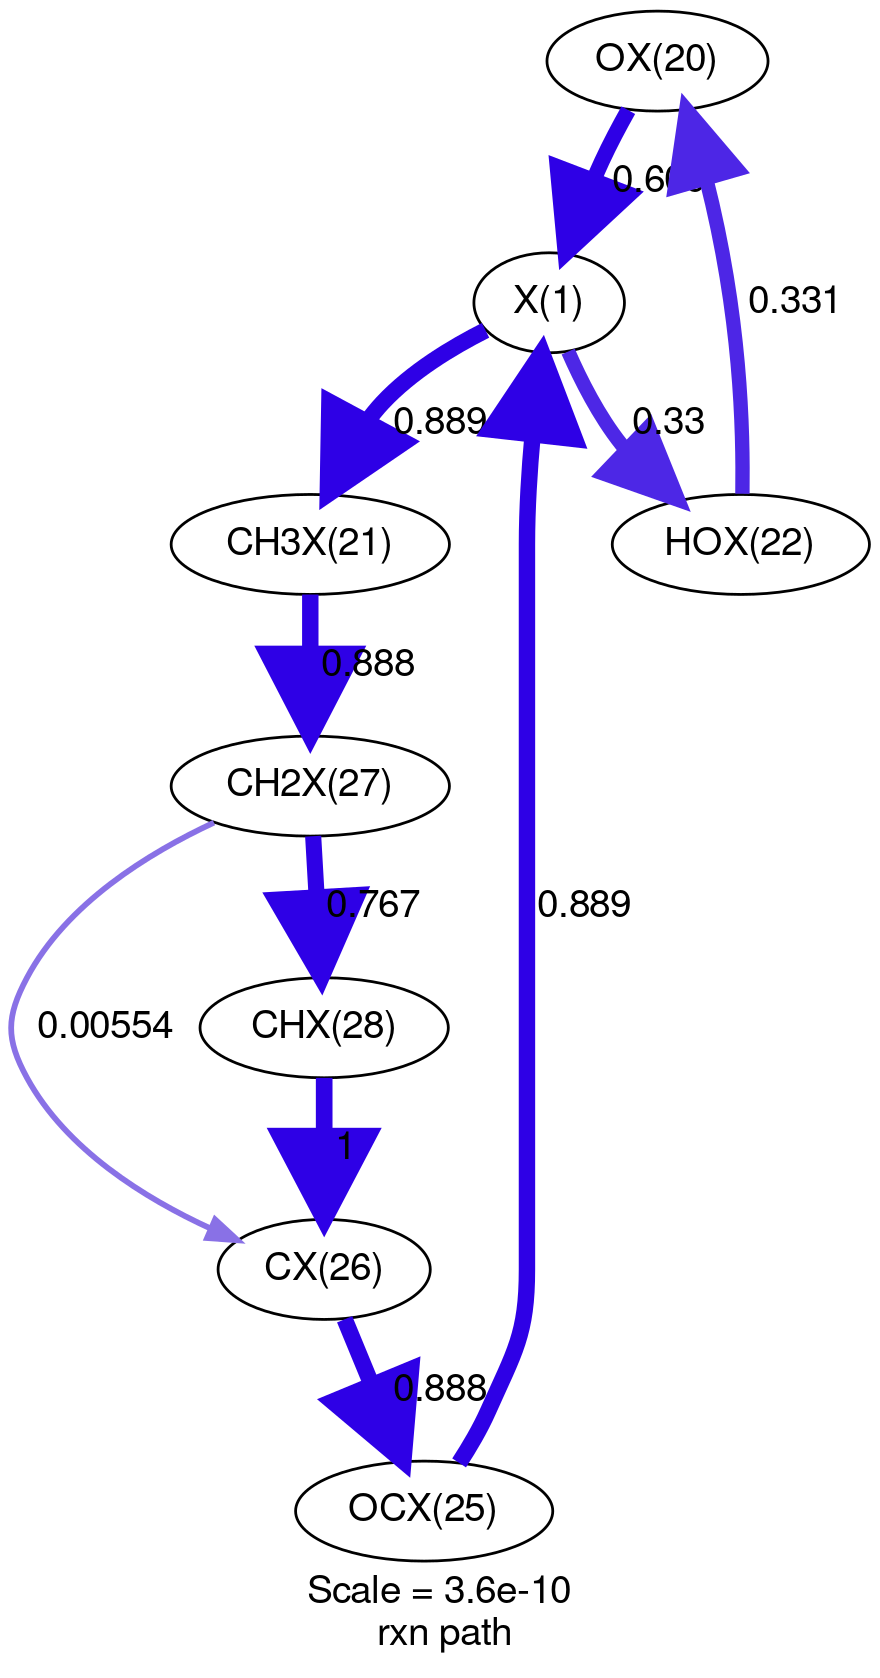 OX(20)
X(1)
0.331
0.889
0.33
CH3X(21)
HOX(22)
0.888
CH2X(27)
0.767
0.889
CHX(28)
0.00554
1
CX(26)
0.888
OCX(25)
Scale = 3.6e-10
rxn path